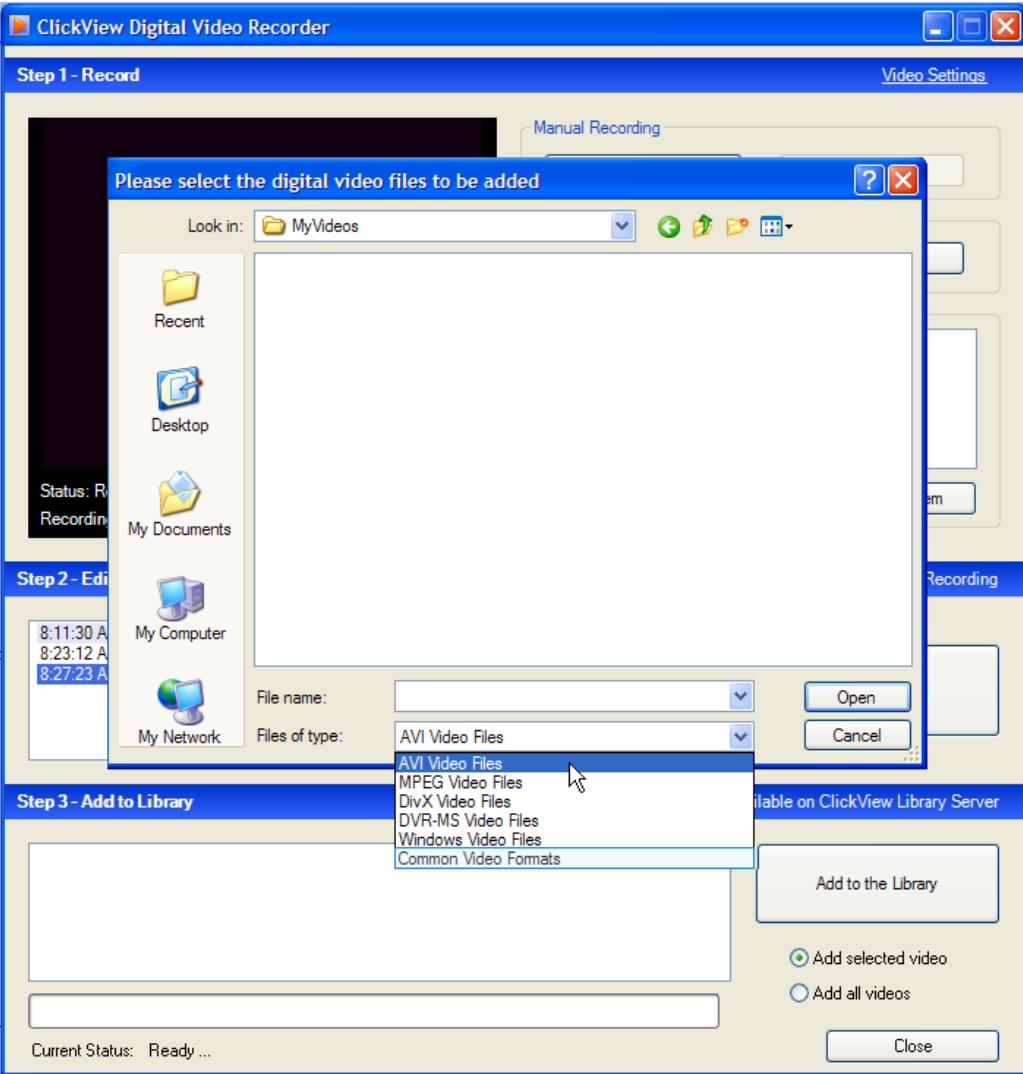 ClickView Digital Video Recorder
Step 1 - Record
Video Settings
Manual Recording
Please select the digital video files to be added
Look in:
MyVideos
Recent
Desktop
My Documents
My Computer
My Network
Status: R
Recordin
em
File name:
Open
Files of type:
AVI Video Files
Cancel
AVI Video Files
MPEG Video Files
DivX Video Files
DVR-MS Video Files
Windows Video Files
Common Video Formats
Step 2 - Edi
Recording
8:11:30 A
8:23:12 A
8:27:23 A
Step 3 - Add to Library
ilable on ClickView Library Server
Add to the Library
Add selected video
Add all videos
Current Status: Ready ...
Close